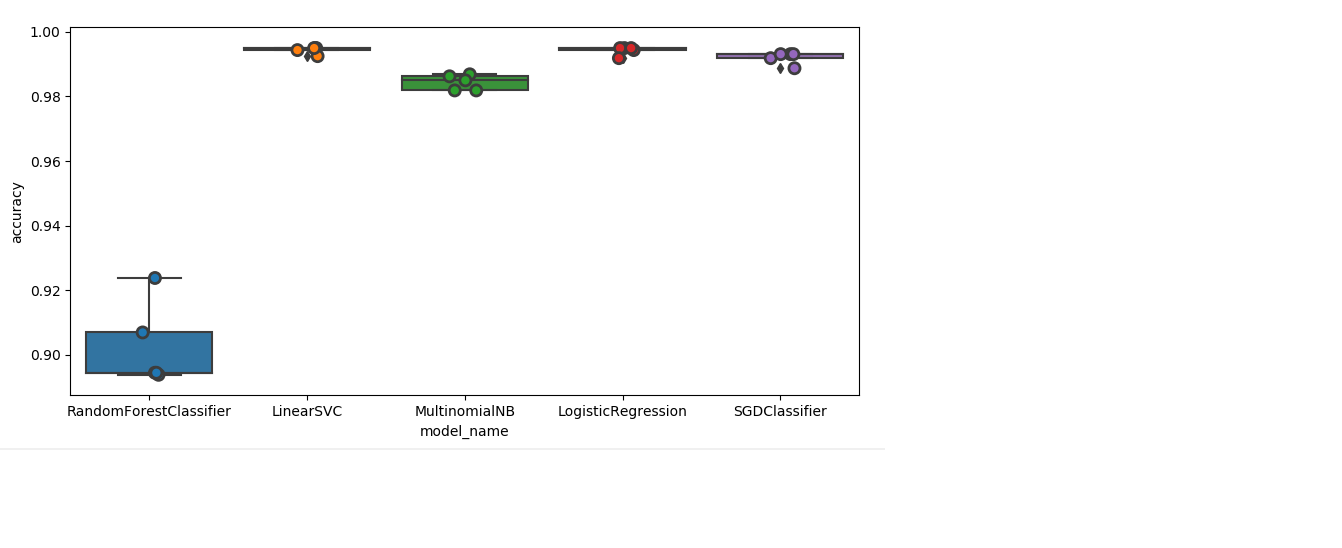 1.00
0.98
0.96
0.94
0.92
0.90
accuracy
RandomForestClassifier LinearSVC MultinomialNB LogisticRegression SGDClassifier
model_name